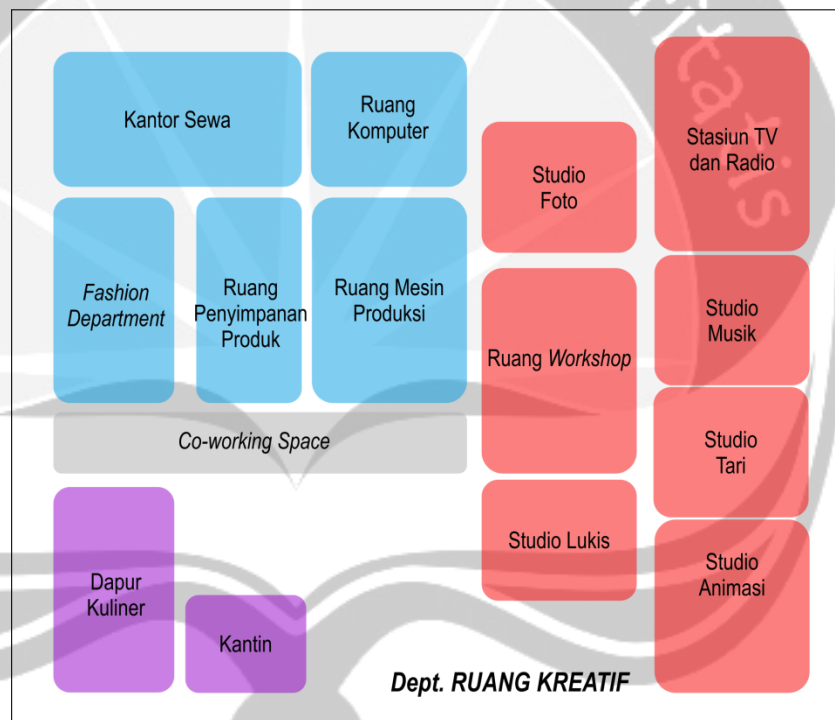 Kantor Sewa
Ruang
Komputer
Stasiun TV
dan Radio
Studio
Foto
Fashion
Department
Ruang
Penyimpanan
Produk
Ruang Mesin
Produksi
Studio
Musik
Ruang Workshop
Co-working Space
Studio
Tari
Studio Lukis
Studio
Animasi
Dapur
Kuliner
Kantin
Dept. RUANG KREATIF